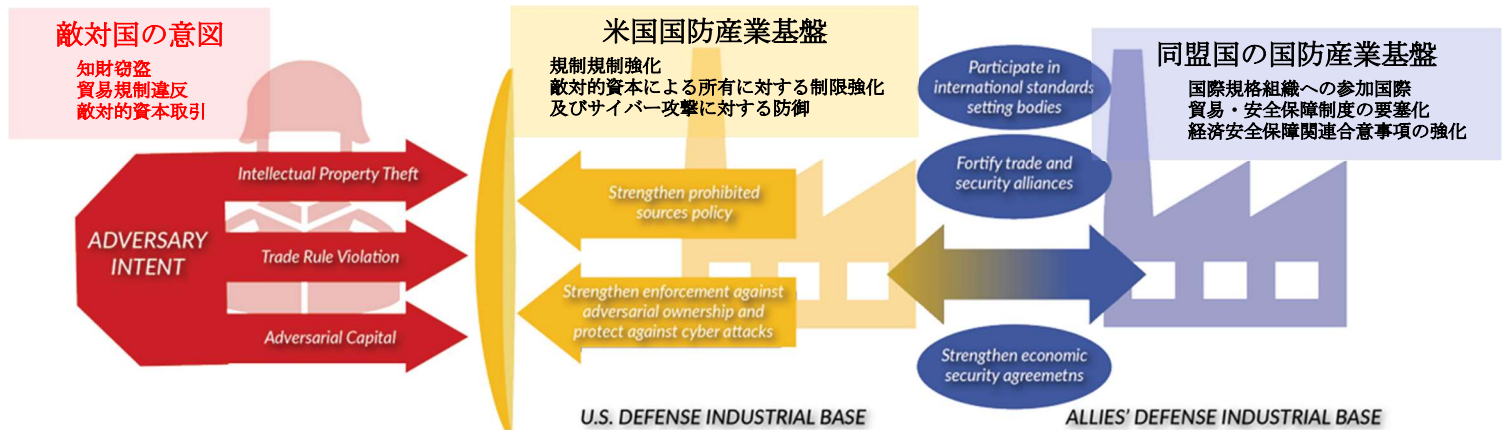 敵対国の意図
知財窃盗
貿易規制違反
敵対的資本取引
ADVERSARY
INTENT
Intellectual Property Theft
Trade Rule Violation
Adversarial Capital
米国国防産業基盤
規制規制強化
敵対的資本による所有に対する制限強化
及びサイバー攻撃に対する防御
Strengthen prohibited
sources policy
Strengthen enforcement against
adversarial ownership and
protect against cyber attacks
U.S. DEFENSE INDUSTRIAL BASE
Participate in
international standards
setting bodies
Fortify trade and
security alliances
Strengthen economic
security agreemetns
同盟国の国防産業基盤
国際規格組織への参加国際
貿易・安全保障制度の要塞化
経済安全保障関連合意事項の強化
ALLIES' DEFENSE INDUSTRIAL BASE